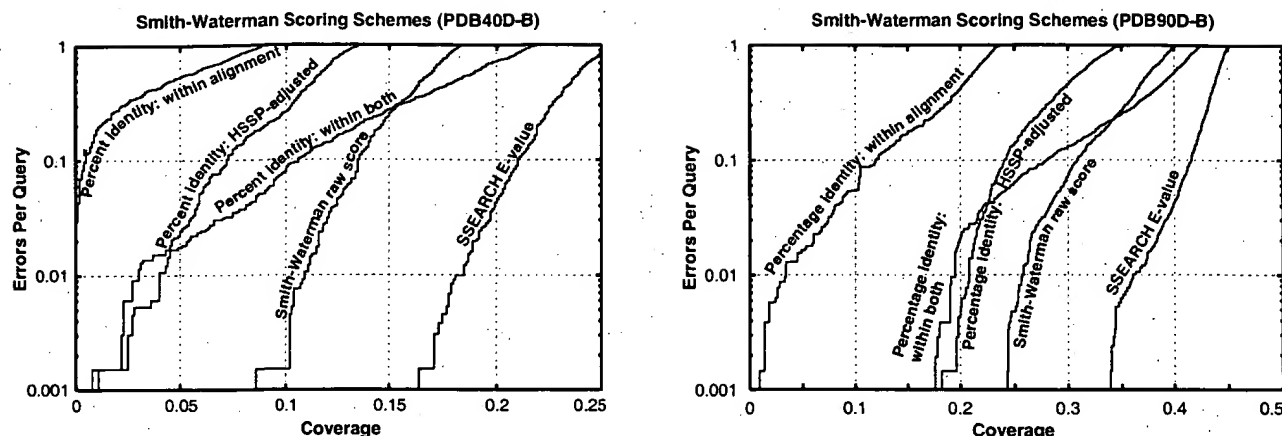 Smith-Waterman Scoring Schemes (PDB40D-B)
Errors Per Query
1
0.1
0.01
0.001
Percent Identity: within alignment
Percent Identity: HSSP-adjusted
Percent Identity: within both
Smith-Waterman raw score
SSEARCH E-value
0
0.05
0.1
0.15
0.2
0.25
Coverage
Smith-Waterman Scoring Schemes (PDB90D-B)
Errors Per Query
1
0.1
0.01
0.001
Percentage Identity: within alignment
Percentage Identity:
within both
Percentage Identity: HSSP-adjusted
Smith-Waterman raw score
SSEARCH E-value
0
0.1
0.2
0.3
0.4
0.5
Coverage